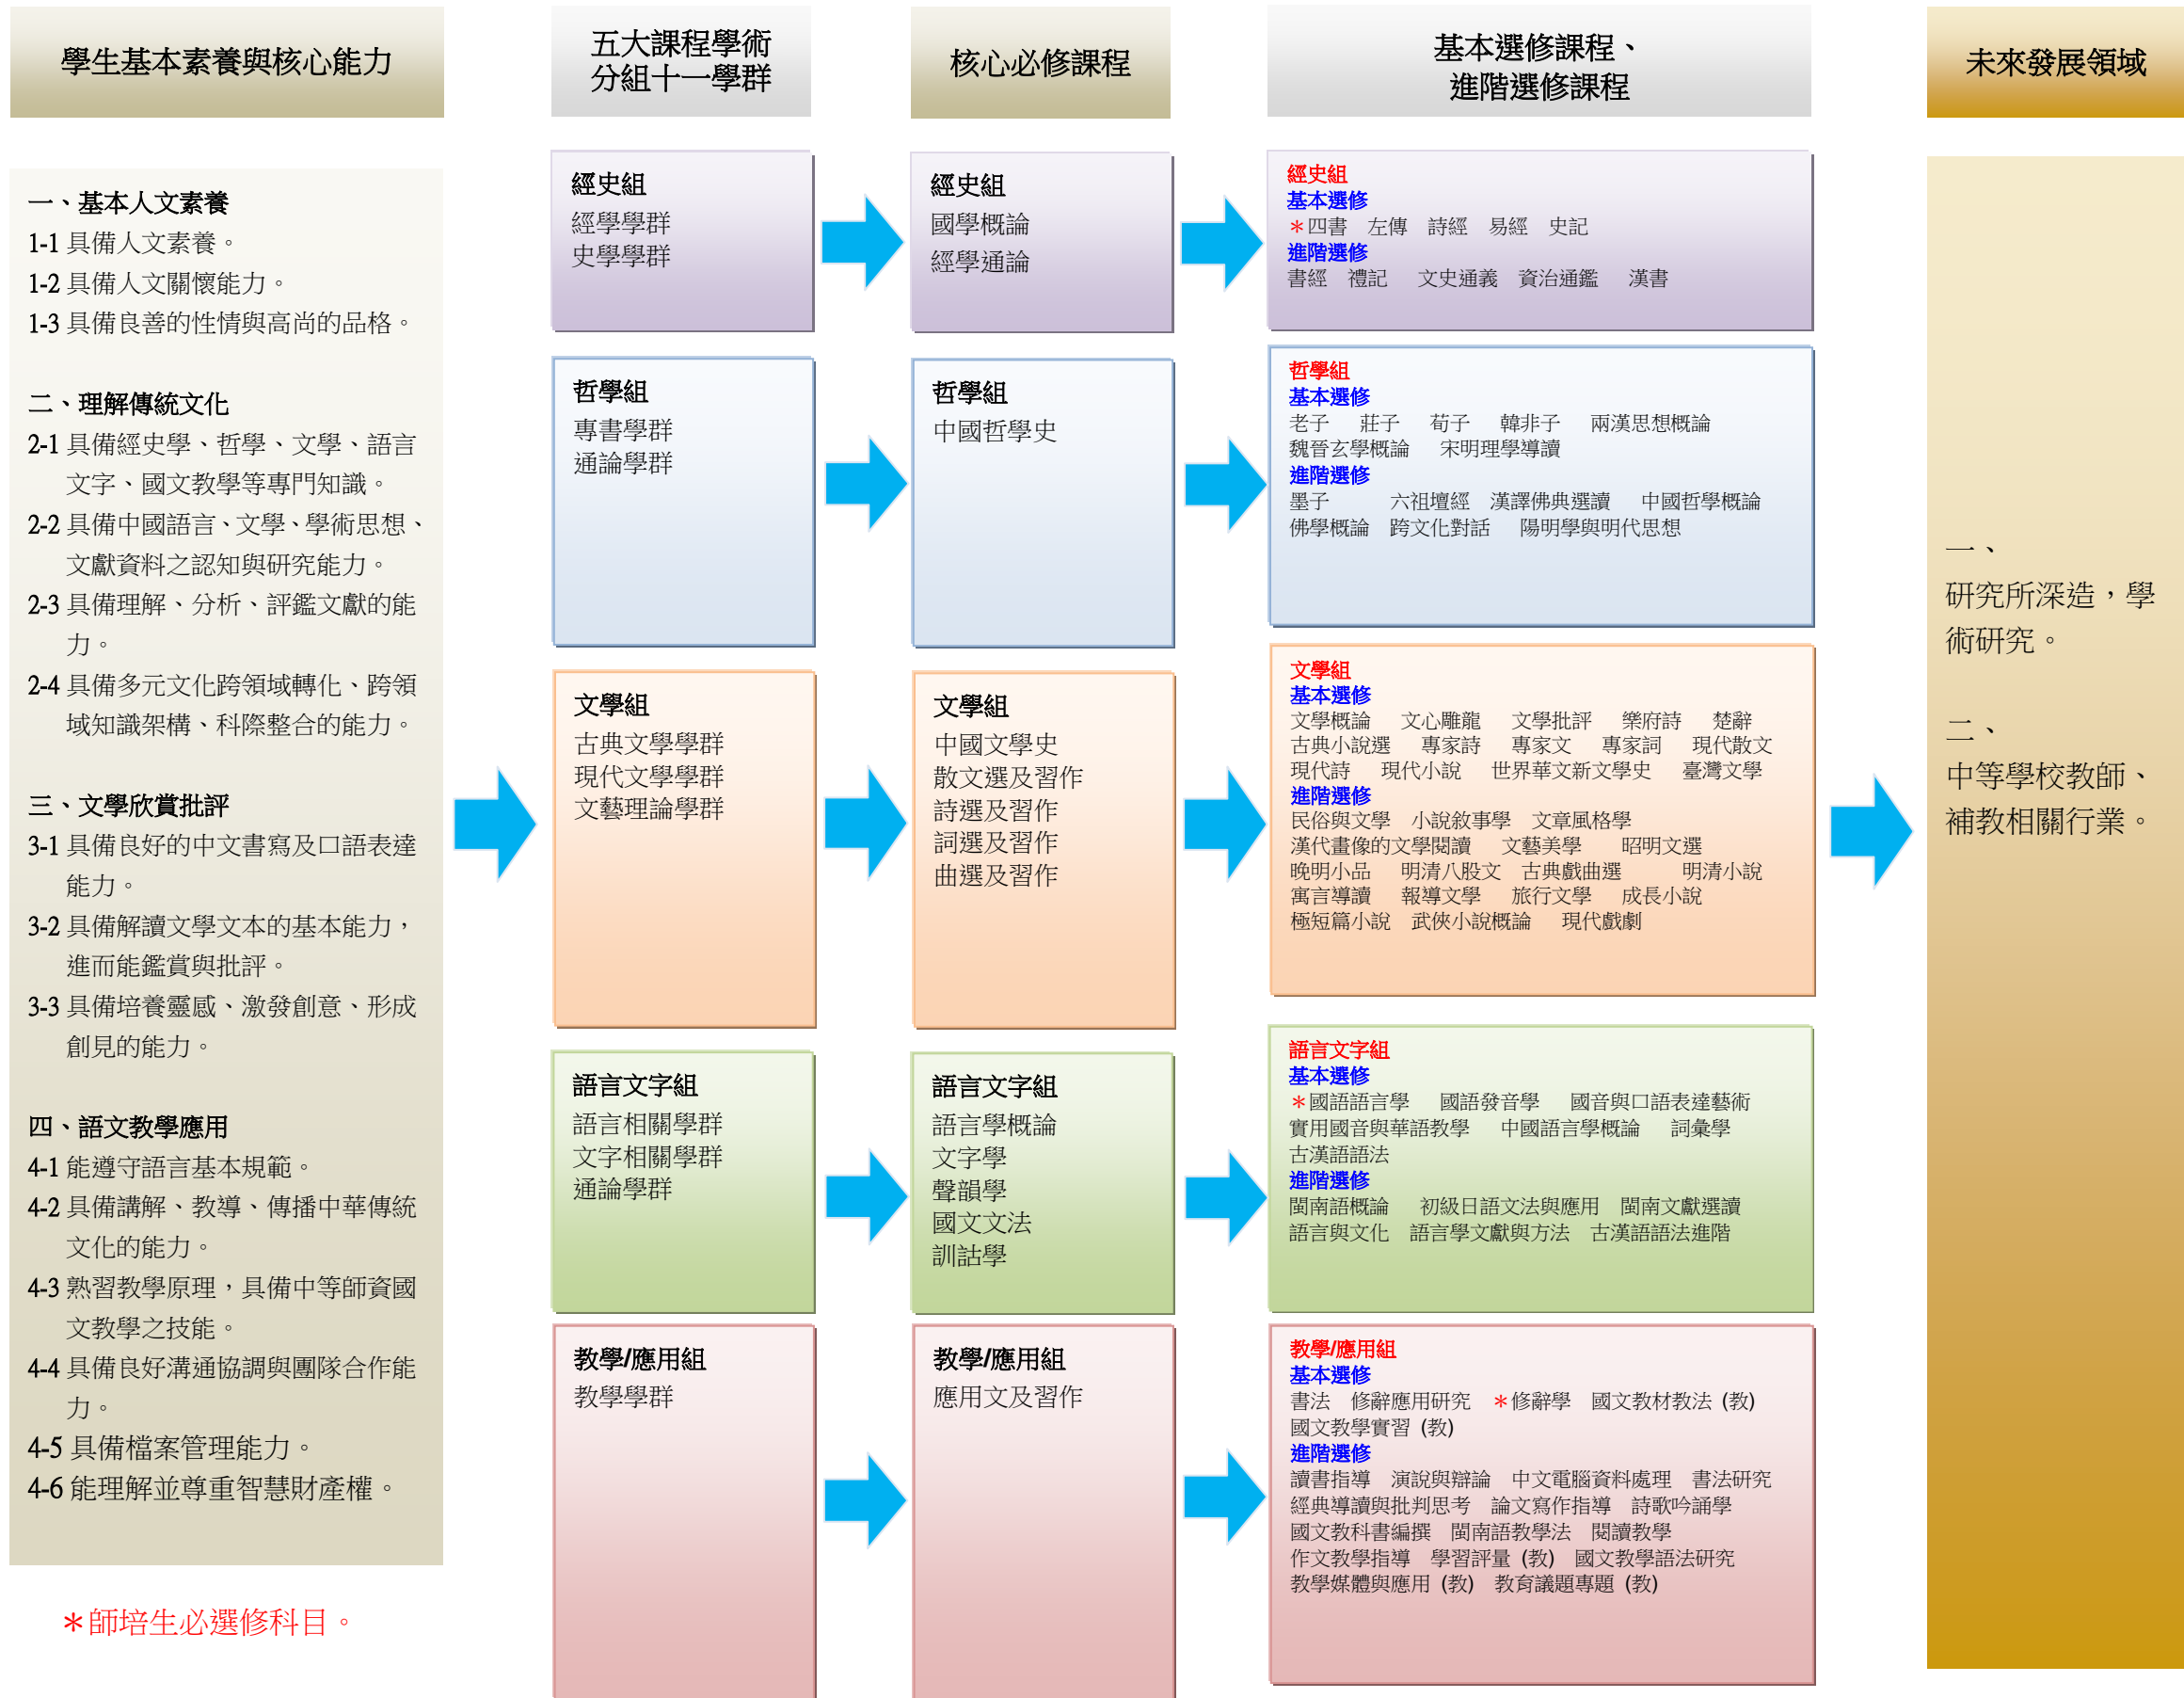 學生基本素養與核心能力
五大課程學術
分組十一學群
核心必修課程
基本選修課程、
進階選修課程
未來發展領域
一、基本人文素養
1-1 具備人文素養。
1-2 具備人文關懷能力。
1-3 具備良善的性情與高尚的品格。
二、理解傳統文化
2-1 具備經史學、哲學、文學、語言
文字、國文教學等專門知識。
2-2 具備中國語言、文學、學術思想、
文獻資料之認知與研究能力。
2-3 具備理解、分析、評鑑文獻的能
力。
2-4 具備多元文化跨領域轉化、跨領
域知識架構、科際整合的能力。
三、文學欣賞批評
3-1 具備良好的中文書寫及口語表達
能力。
3-2 具備解讀文學文本的基本能力，
進而能鑑賞與批評。
3-3 具備培養靈感、激發創意、形成
創見的能力。
四、語文教學應用
4-1 能遵守語言基本規範。
4-2 具備講解、教導、傳播中華傳統
文化的能力。
4-3 熟習教學原理，具備中等師資國
文教學之技能。
4-4 具備良好溝通協調與團隊合作能
力。
4-5 具備檔案管理能力。
4-6 能理解並尊重智慧財產權。
＊師培生必選修科目。
經史組
經學學群
史學學群
經史組
國學概論
經學通論
經史組
基本選修
＊四書 左傳 詩經 易經 史記
進階選修
書經 禮記 文史通義 資治通鑑 漢書
哲學組
專書學群
通論學群
哲學組
中國哲學史
哲學組
基本選修
老子 莊子 荀子 韓非子 兩漢思想概論
魏晉玄學概論 宋明理學導讀
進階選修
墨子 六祖壇經 漢譯佛典選讀 中國哲學概論
佛學概論 跨文化對話 陽明學與明代思想
文學組
古典文學學群
現代文學學群
文藝理論學群
文學組
中國文學史
散文選及習作
詩選及習作
詞選及習作
曲選及習作
文學組
基本選修
文學概論 文心雕龍 文學批評 樂府詩 楚辭
古典小說選 專家詩 專家文 專家詞 現代散文
現代詩 現代小說 世界華文新文學史 臺灣文學
進階選修
民俗與文學 小說敘事學 文章風格學
漢代畫像的文學閱讀 文藝美學 昭明文選
晚明小品 明清八股文 古典戲曲選 明清小說
寓言導讀 報導文學 旅行文學 成長小說
極短篇小說 武俠小說概論 現代戲劇
語言文字組
語言相關學群
文字相關學群
通論學群
語言文字組
語言學概論
文字學
聲韻學
國文文法
訓詁學
語言文字組
基本選修
＊國語語言學 國語發音學 國音與口語表達藝術
實用國音與華語教學 中國語言學概論 詞彙學
古漢語語法
進階選修
閩南語概論 初級日語文法與應用 閩南文獻選讀
語言與文化 語言學文獻與方法 古漢語語法進階
教學/應用組
教學學群
教學/應用組
應用文及習作
教學/應用組
基本選修
書法 修辭應用研究 ＊修辭學 國文教材教法 (教)
國文教學實習 (教)
進階選修
讀書指導 演說與辯論 中文電腦資料處理 書法研究
經典導讀與批判思考 論文寫作指導 詩歌吟誦學
國文教科書編撰 閩南語教學法 閱讀教學
作文教學指導 學習評量 (教) 國文教學語法研究
教學媒體與應用 (教) 教育議題專題 (教)
一、
研究所深造，學
術研究。
二、
中等學校教師、
補教相關行業。